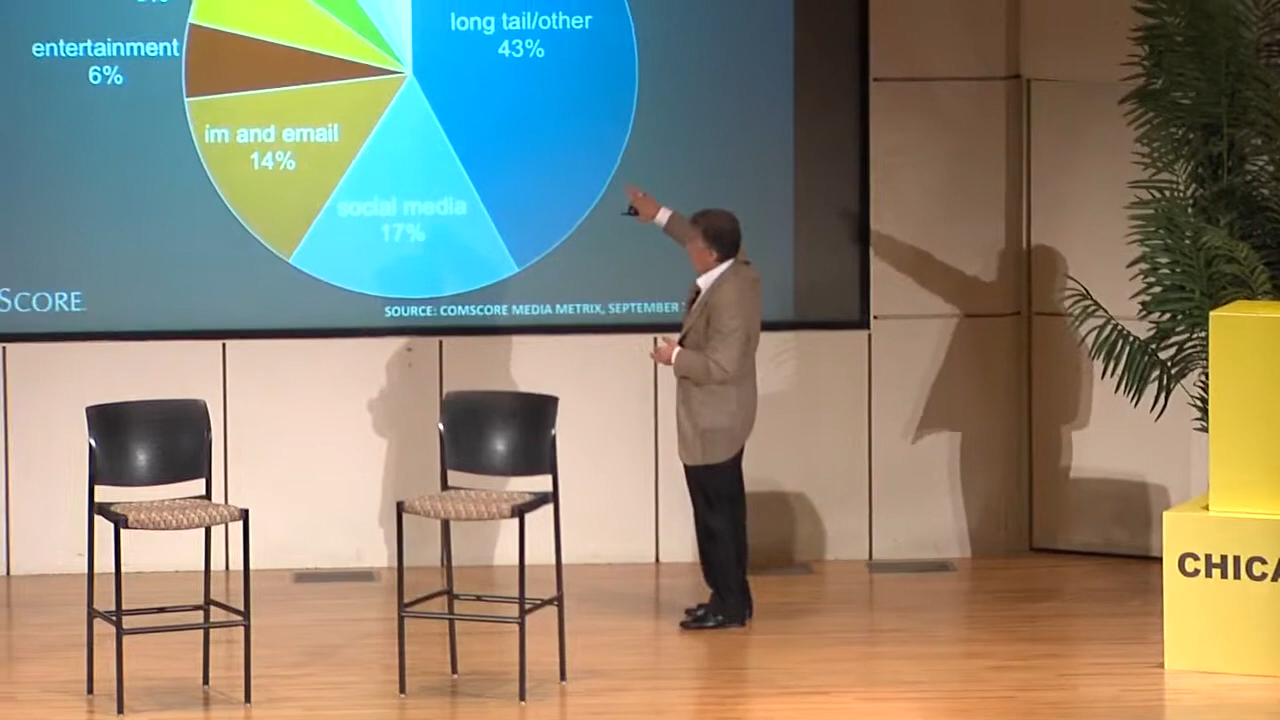 long tail/other
43%
entertainment
6%
im and email
14%
social media
17%
SCORE
SOURCE: COMSCORE MEDIA METRIX, SEPTEMBER
CHICA